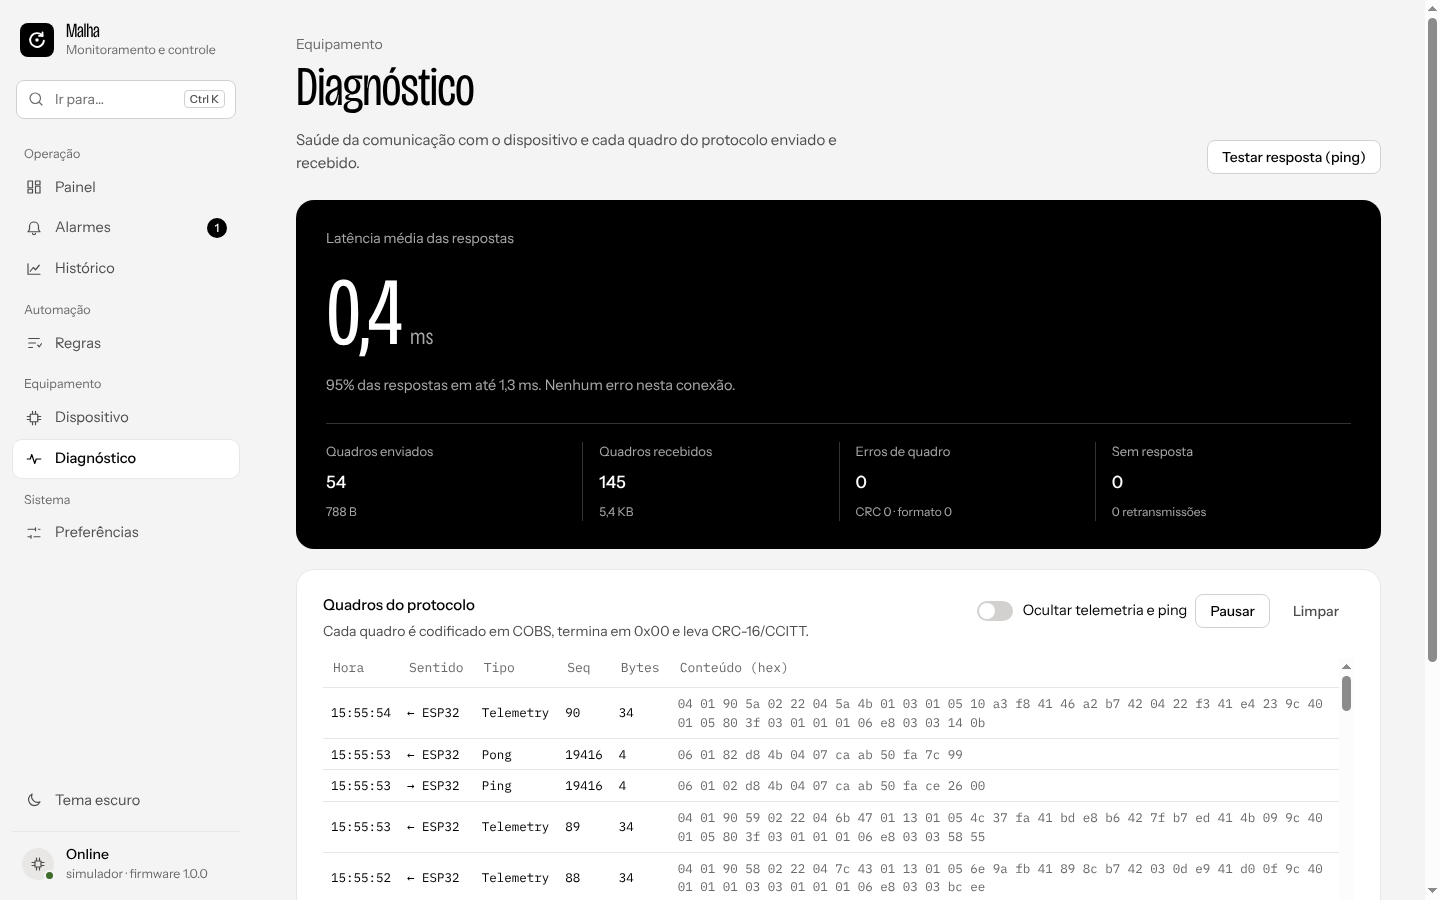 Malha
Monitoramento e controle
Ir para...
Ctrl K
Operação
Painel
Alarmes
1
Histórico
Automação
Regras
Equipamento
Dispositivo
Diagnóstico
Sistema
Preferências
Tema escuro
Online
simulador · firmware 1.0.0
Equipamento
Diagnóstico
Saúde da comunicação com o dispositivo e cada quadro do protocolo enviado e
recebido.
Testar resposta (ping)
Latência média das respostas
0,4 ms
95% das respostas em até 1,3 ms. Nenhum erro nesta conexão.
Quadros enviados
54
788 B
Quadros recebidos
145
5,4 KB
Erros de quadro
0
CRC 0 · formato 0
Sem resposta
0
0 retransmissões
Quadros do protocolo
Cada quadro é codificado em COBS, termina em 0x00 e leva CRC-16/CCITT.
Ocultar telemetria e ping
Pausar
Limpar
Hora Sentido Tipo Seq Bytes Conteúdo (hex)
15:55:54 ← ESP32 Telemetry 90 34 04 01 90 5a 02 22 04 5a 4b 01 03 01 05 10 a3 f8 41 46 a2 b7 42 04 22 f3 41 e4 23 9c 40
01 05 80 3f 03 01 01 01 06 e8 03 03 14 0b
15:55:53 ← ESP32 Pong 19416 4 06 01 82 d8 4b 04 07 ca ab 50 fa 7c 99
15:55:53 → ESP32 Ping 19416 4 06 01 02 d8 4b 04 07 ca ab 50 fa ce 26 00
15:55:53 ← ESP32 Telemetry 89 34 04 01 90 59 02 22 04 6b 47 01 13 01 05 4c 37 fa 41 bd e8 b6 42 7f b7 ed 41 4b 09 9c 40
01 05 80 3f 03 01 01 01 06 e8 03 03 58 55
15:55:52 ← ESP32 Telemetry 88 34 04 01 90 58 02 22 04 7c 43 01 13 01 05 6e 9a fb 41 89 8c b7 42 03 0d e9 41 d0 0f 9c 40
01 01 01 03 03 01 01 01 06 e8 03 03 bc ee